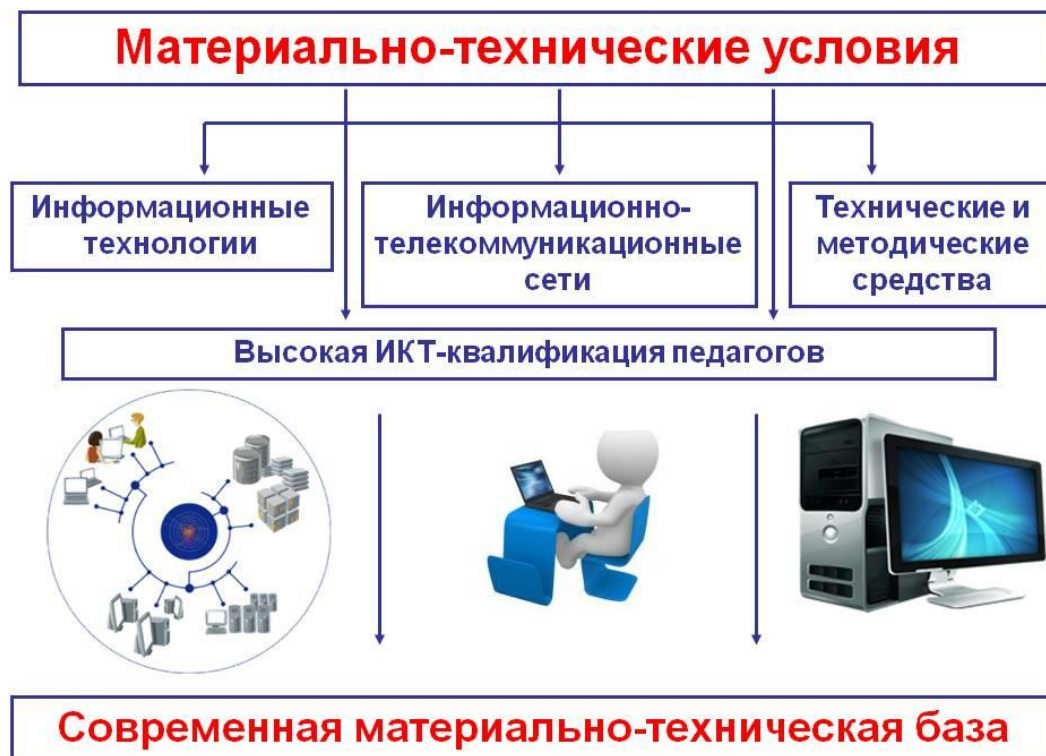 Материально-технические условия
Информационные
технологии
Информационно-
телекоммуникационные
сети
Технические и
методические
средства
Высокая ИКТ-квалификация педагогов
Современная материально-техническая база